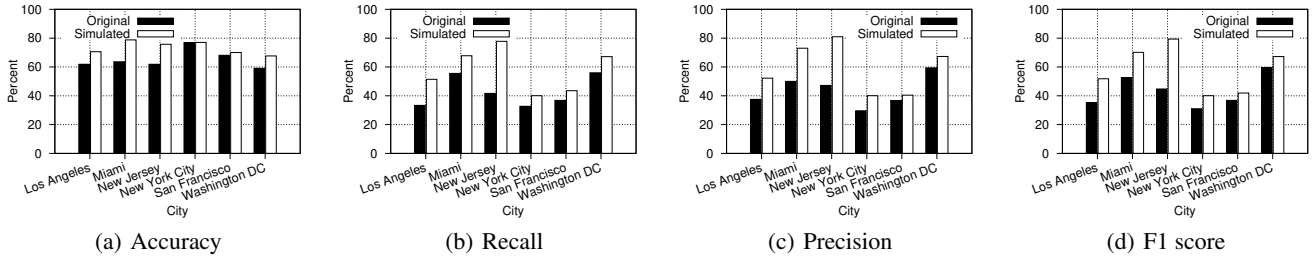 Percent
100
80
60
40
20
0
Original
Simulated
Los Angeles
Miami
New Jersey
New York City
San Francisco
Washington DC
City
(a) Accuracy
Percent
100
80
60
40
20
0
Original
Simulated
Los Angeles
Miami
New Jersey
New York City
San Francisco
Washington DC
City
(b) Recall
Percent
100
80
60
40
20
0
Original
Simulated
Los Angeles
Miami
New Jersey
New York City
San Francisco
Washington DC
City
(c) Precision
Percent
100
80
60
40
20
0
Original
Simulated
Los Angeles
Miami
New Jersey
New York City
San Francisco
Washington DC
City
(d) F1 score